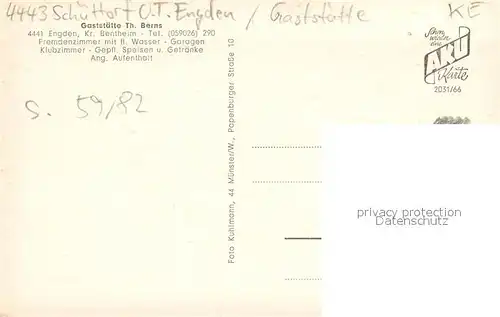 4443 Schüttorf O.T. Engden / Gaststätte KE
Gaststätte Th. Berns
4441 Engden, Kr. Bentheim - Tel. (059026) 290
Fremdenzimmer mit fl. Wasser - Garagen
Klubzimmer - Gepfl. Speisen u. Getränke
Ang. Aufenthalt
S. 59/82
Foto Kuhlmann, 44 Münster/W., Papenburger Straße 10
Schon
wieder
eine
AKU
Karte
2031/66
privacy protection
Datenschutz